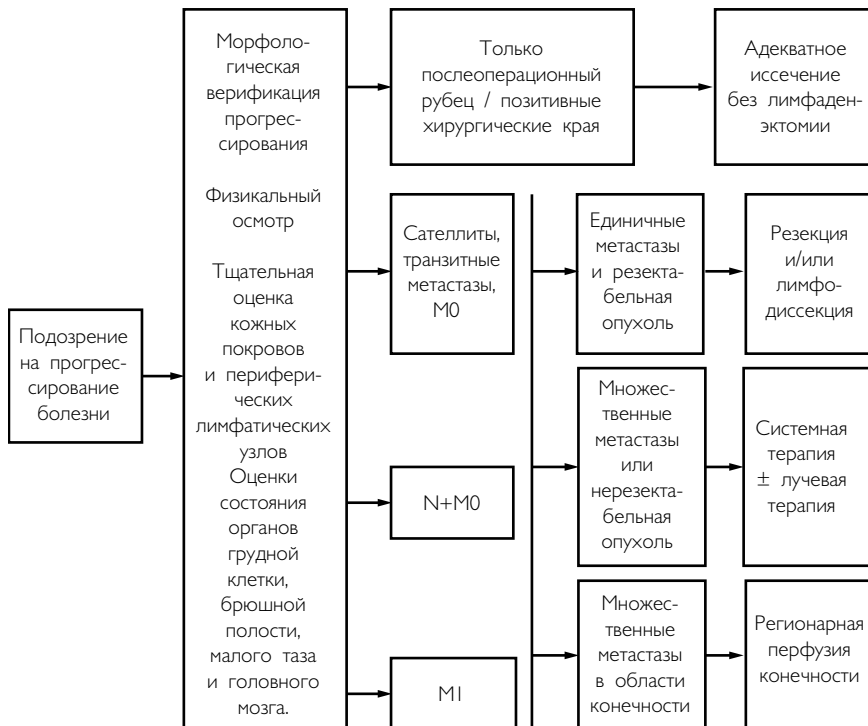 Подозрение
на прогрес-
сирование
болезни
Морфоло-
гическая
верификация
прогрес-
сирования
Физикальный
осмотр
Тщательная
оценка
кожных
покровов
и перифери-
ческих
лимфатических
узлов
Оценки
состояния
органов
грудной
клетки,
брюшной
полости,
малого таза
и головного
мозга.
Только
послеоперационный
рубец / позитивные
хирургические края
Адекватное
иссечение
без лимфаден-
эктомии
Сателлиты,
транзитные
метастазы,
M0
N+M0
M1
Единичные
метастазы
и резекта-
бельная
опухоль
Резекция
и/или
лимфо-
диссекция
Множес-
твенные
метастазы
или
нерезекта-
бельная
опухоль
Системная
терапия
± лучевая
терапия
Множес-
твенные
метастазы
в области
конечности
Регионарная
перфузия
конечности